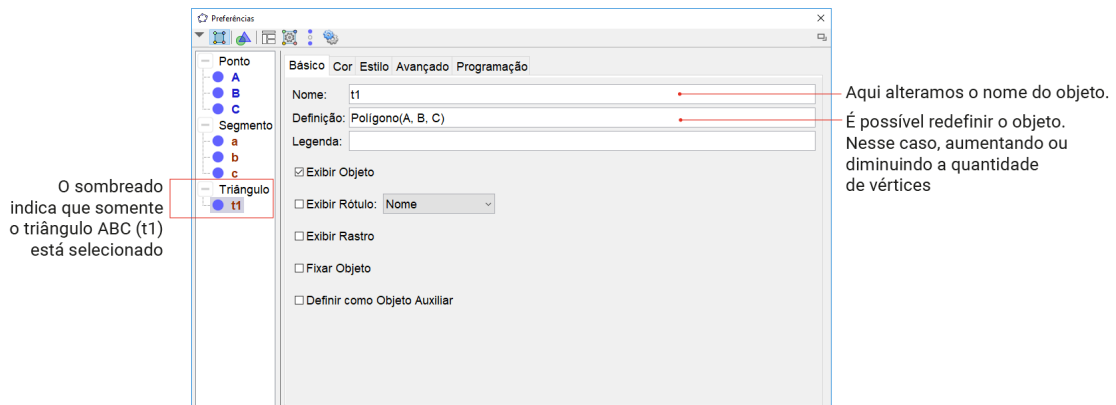 Preferências
Ponto
A
B
C
Segmento
a
b
c
Triângulo
t1
Básico Cor Estilo Avançado Programação
Nome: t1
Definição: Polígono(A, B, C)
Legenda:
Exibir Objeto
Exibir Rótulo: Nome
Exibir Rastro
Fixar Objeto
Definir como Objeto Auxiliar
O sombreado
indica que somente
o triângulo ABC (t1)
está selecionado
Aqui alteramos o nome do objeto.
É possível redefinir o objeto.
Nesse caso, aumentando ou
diminuindo a quantidade
de vértices